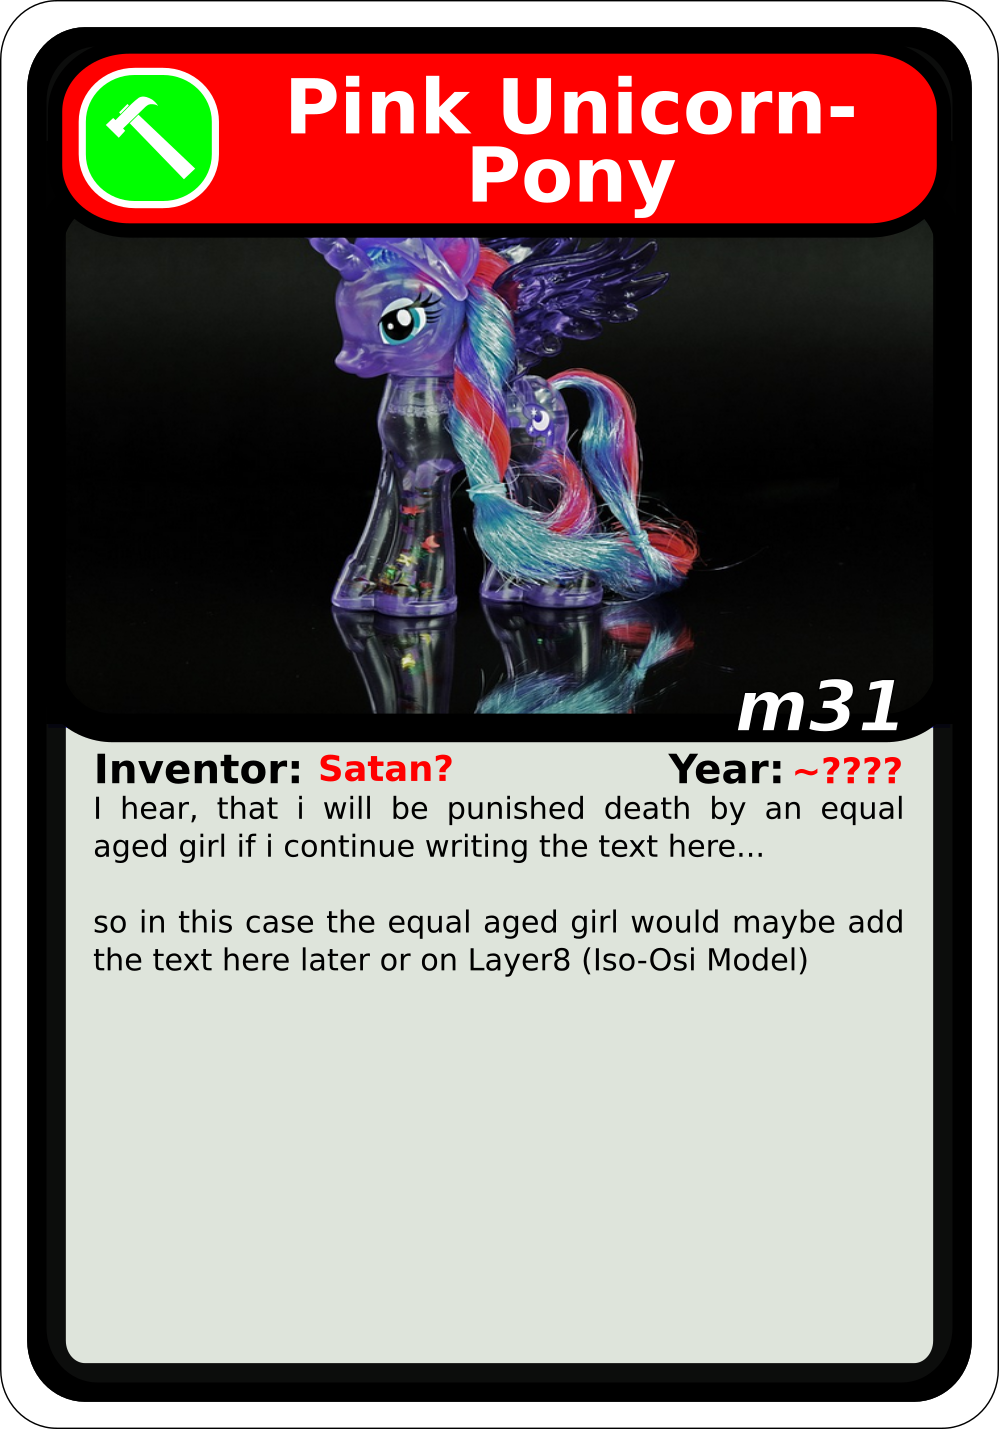 Pink Unicorn-
Pony
m31
Inventor: Satan? Year: ~????
I hear, that i will be punished death by an equal
aged girl if i continue writing the text here...
so in this case the equal aged girl would maybe add
the text here later or on Layer8 (Iso-Osi Model)